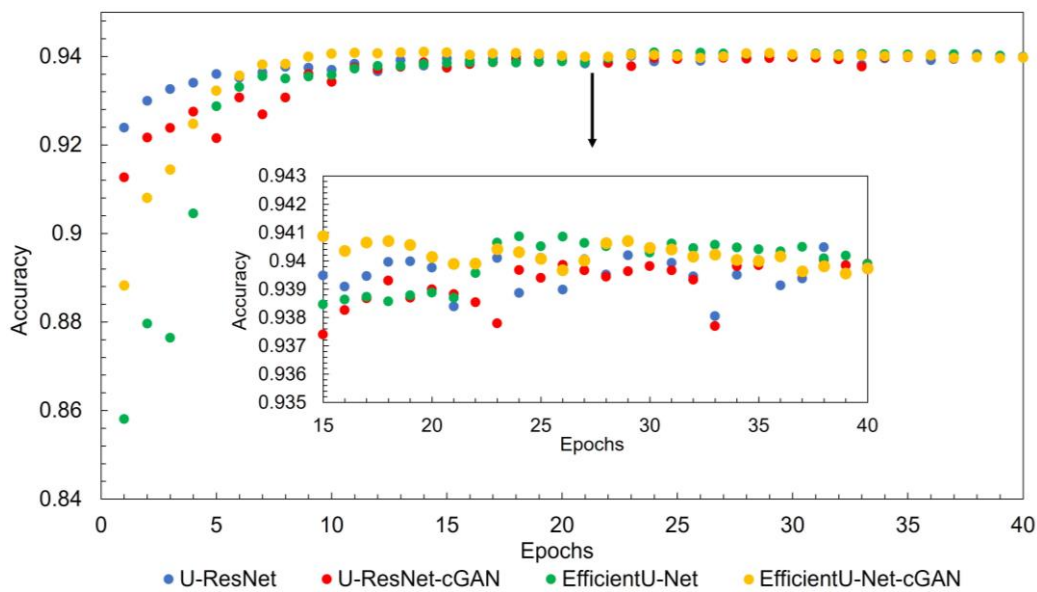 0.94
0.92
0.9
0.88
0.86
0.84
Accuracy
0.943
0.942
0.941
0.94
0.939
0.938
0.937
0.936
0.935
Accuracy
15 20 25 30 35 40
Epochs
0 5 10 15 20 25 30 35 40
Epochs
U-ResNet U-ResNet-cGAN EfficientU-Net EfficientU-Net-cGAN